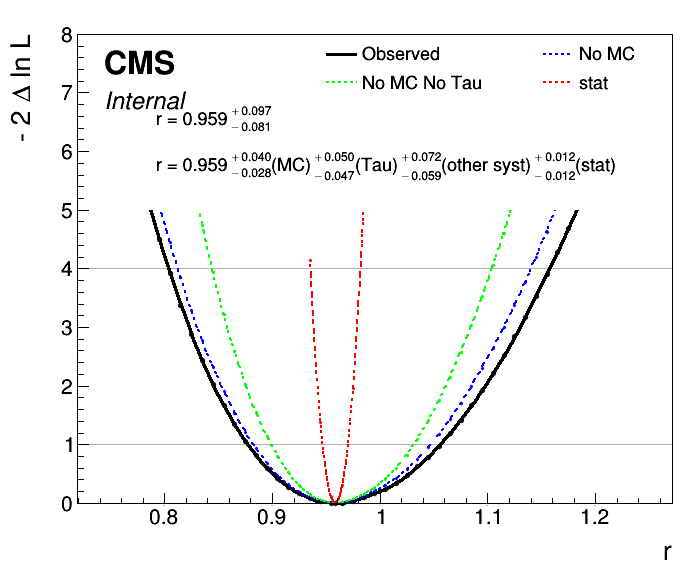 CMS
Internal
Observed
No MC
No MC No Tau
stat
r = 0.959 +0.097 −0.081
r = 0.959 +0.040 −0.028 (MC) +0.050 −0.047 (Tau) +0.072 −0.059 (other syst) +0.012 −0.012 (stat)
- 2 Δ ln L
8
7
6
5
4
3
2
1
0
0.8 0.9 1 1.1 1.2
r